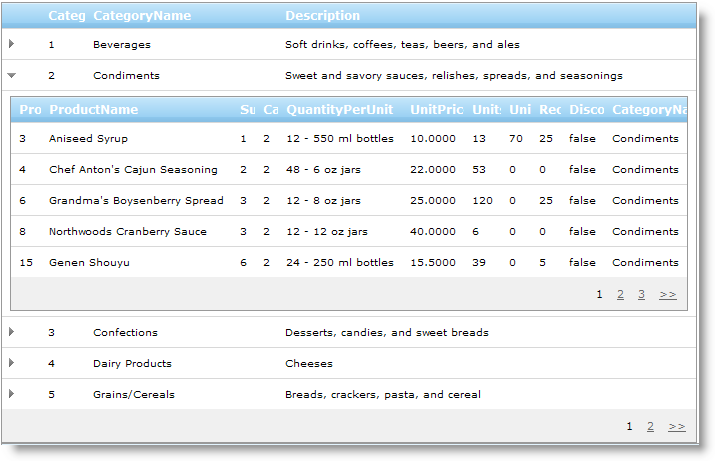 Categ CategoryName Description
1 Beverages Soft drinks, coffees, teas, beers, and ales
2 Condiments Sweet and savory sauces, relishes, spreads, and seasonings
Pro ProductName Su Ca QuantityPerUnit UnitPric Units Uni Rec Disco CategoryNa
3 Aniseed Syrup 1 2 12 - 550 ml bottles 10.0000 13 70 25 false Condiments
4 Chef Anton's Cajun Seasoning 2 2 48 - 6 oz jars 22.0000 53 0 0 false Condiments
6 Grandma's Boysenberry Spread 3 2 12 - 8 oz jars 25.0000 120 0 25 false Condiments
8 Northwoods Cranberry Sauce 3 2 12 - 12 oz jars 40.0000 6 0 0 false Condiments
15 Genen Shouyu 6 2 24 - 250 ml bottles 15.5000 39 0 5 false Condiments
1 2 3 >>
3 Confections Desserts, candies, and sweet breads
4 Dairy Products Cheeses
5 Grains/Cereals Breads, crackers, pasta, and cereal
1 2 >>